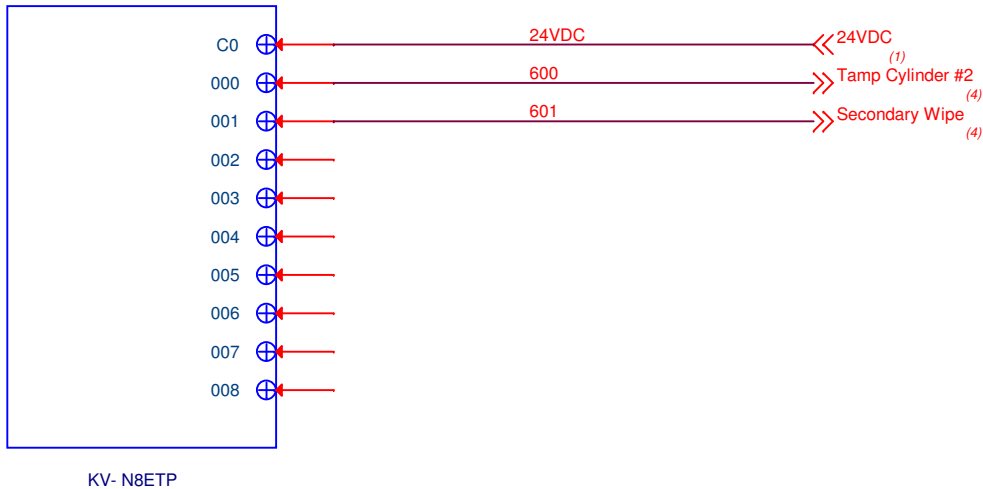 C0 24VDC 24VDC
(1)
000 600 Tamp Cylinder #2
(4)
001 601 Secondary Wipe
(4)
002
003
004
005
006
007
008
KV- N8ETP